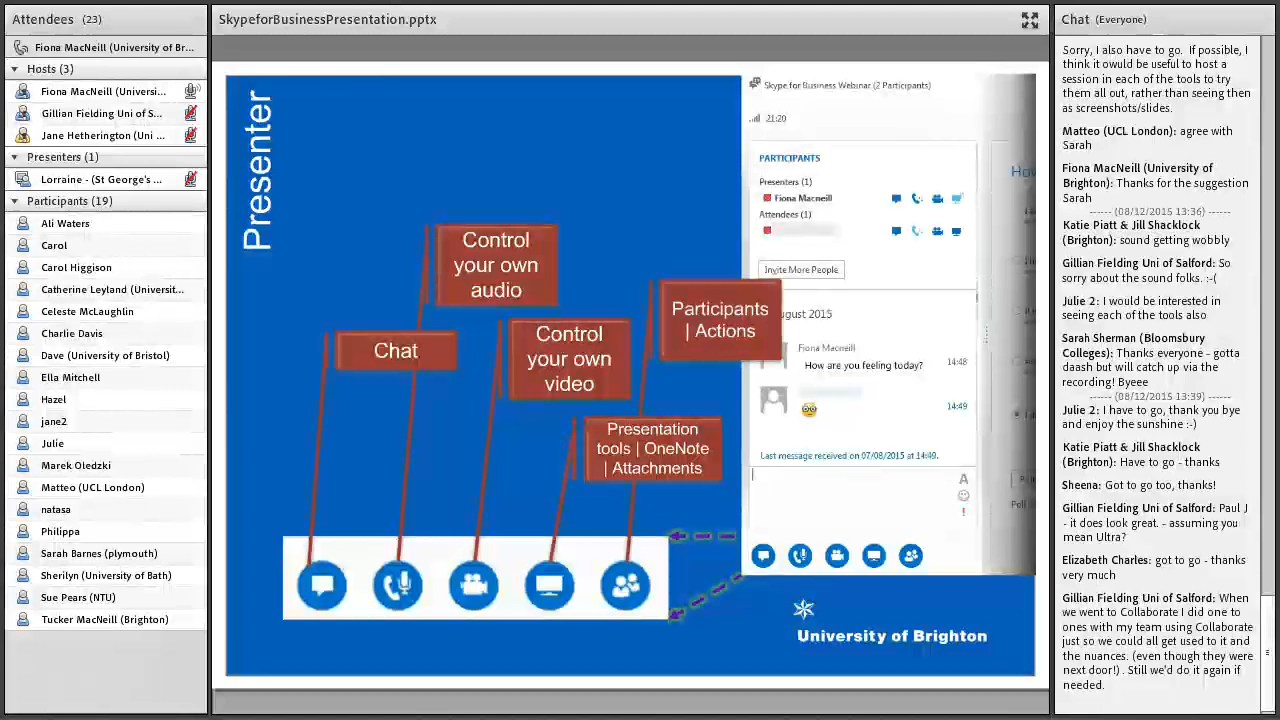 Attendees (23)
Fiona MacNeill (University of Br...
Hosts (3)
Fiona MacNeill (Universi...
Gillian Fielding Uni of S...
Jane Hetherington (Uni ...
Presenters (1)
Lorraine - (St George's ...
Participants (19)
Ali Waters
Carol
Carol Higgison
Catherine Leyland (Universit...
Celeste McLaughlin
Charlie Davis
Dave (University of Bristol)
Ella Mitchell
Hazel
jane2
Julie
Marek Oledzki
Matteo (UCL London)
natasa
Philippa
Sarah Barnes (plymouth)
Sherilyn (University of Bath)
Sue Pears (NTU)
Tucker MacNeill (Brighton)
SkypeforBusinessPresentation.pptx
Presenter
Control
your own
audio
Chat
Control
your own
video
Participants
| Actions
Presentation
tools | OneNote
| Attachments
Skype for Business Webinar (2 Participants)
21:20
PARTICIPANTS
Presenters (1)
Fiona Macneill
Attendees (1)
Invite More People
ugust 2015
Fiona Macneill
How are you feeling today?
14:48
14:49
Last message received on 07/08/2015 at 14:49.
A
!
University of Brighton
Chat (Everyone)
Sorry, I also have to go. If possible, I
think it owuld be useful to host a
session in each of the tools to try
them all out, rather than seeing then
as screenshots/slides.
Matteo (UCL London): agree with
Sarah
Fiona MacNeill (University of
Brighton): Thanks for the suggestion
Sarah
------ (08/12/2015 13:36) ------
Katie Piatt & Jill Shacklock
(Brighton): sound getting wobbly
Gillian Fielding Uni of Salford: So
sorry about the sound folks. :-(
Julie 2: I would be interested in
seeing each of the tools also
Sarah Sherman (Bloomsbury
Colleges): Thanks everyone - gotta
daash but will catch up via the
recording! Byeee
------ (08/12/2015 13:39) ------
Julie 2: I have to go, thank you bye
and enjoy the sunshine :-)
Katie Piatt & Jill Shacklock
(Brighton): Have to go - thanks
Sheena: Got to go too, thanks!
Gillian Fielding Uni of Salford: Paul J
- it does look great. - assuming you
mean Ultra?
Elizabeth Charles: got to go - thanks
very much
Gillian Fielding Uni of Salford: When
we went to Collaborate I did one to
ones with my team using Collaborate
just so we could all get used to it and
the nuances. (even though they were
next door!) . Still we'd do it again if
needed.